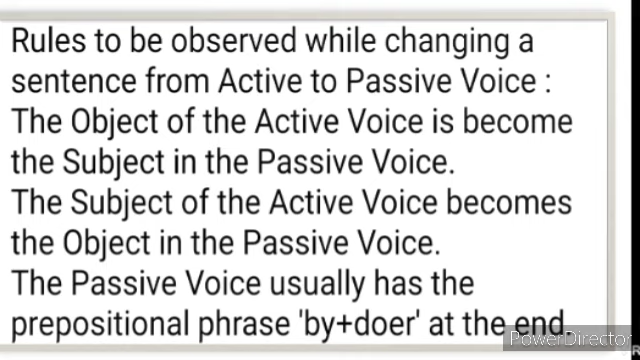 Rules to be observed while changing a
sentence from Active to Passive Voice :
The Object of the Active Voice is become
the Subject in the Passive Voice.
The Subject of the Active Voice becomes
the Object in the Passive Voice.
The Passive Voice usually has the
prepositional phrase 'by+doer' at the end.
PowerDirector